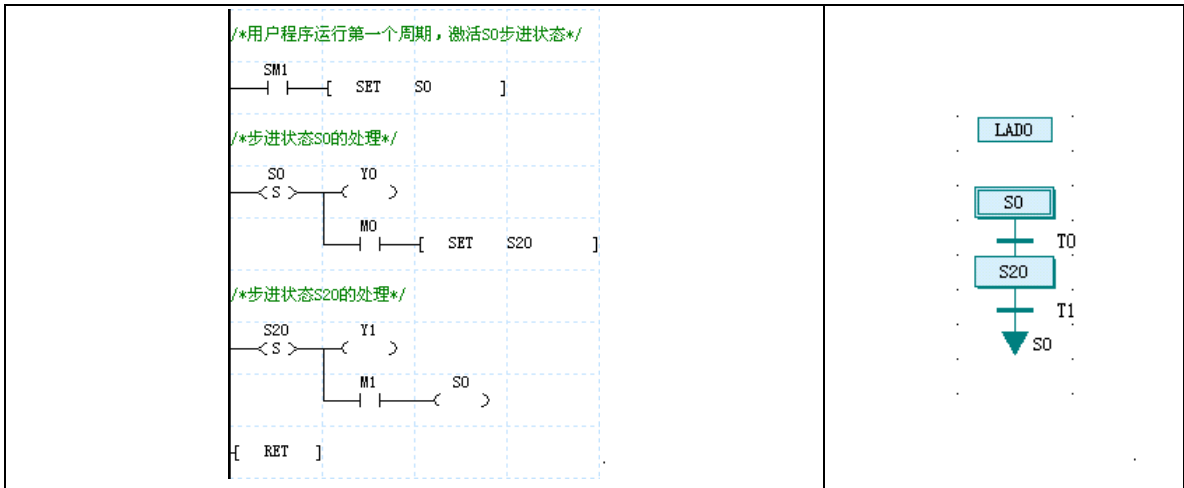 /*用户程序运行第一个周期，激活S0步进状态*/
SM1
[ SET S0 ]
/*步进状态S0的处理*/
S0 Y0
S
M0
[ SET S20 ]
/*步进状态S20的处理*/
S20 Y1
S
M1 S0
[ RET ]
LAD0
S0
T0
S20
T1
S0